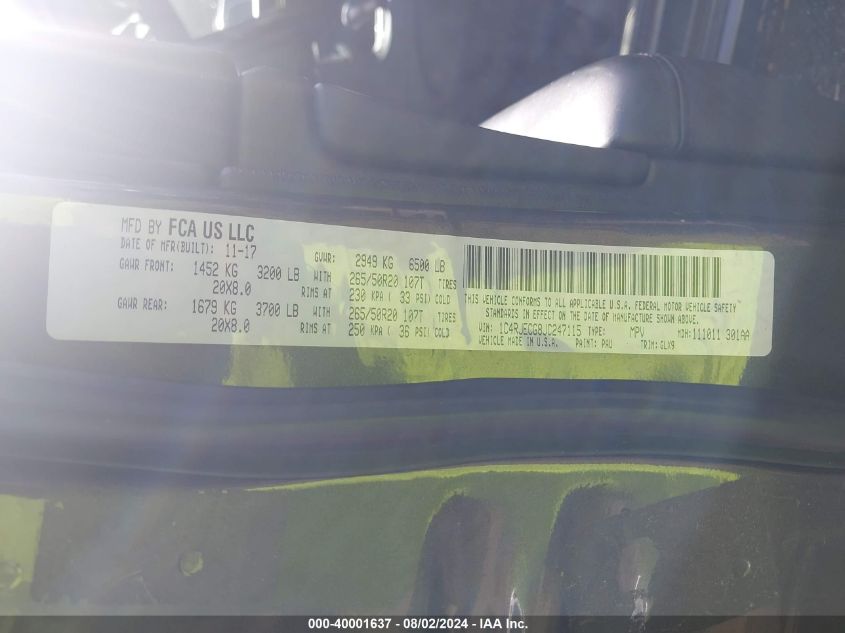 MFD BY FCA US LLC
DATE OF MFR(BUILT): 11-17
GVWR: 2949 KG 6500 LB
GAWR FRONT: 1452 KG 3200 LB WITH 265/50R20 107T TIRES
20X8.0 RIMS AT 230 KPA ( 33 PSI) COLD
GAWR REAR: 1679 KG 3700 LB WITH 265/50R20 107T TIRES
20X8.0 RIMS AT 250 KPA ( 36 PSI) COLD
THIS VEHICLE CONFORMS TO ALL APPLICABLE U.S.A. FEDERAL MOTOR VEHICLE SAFETY
STANDARDS IN EFFECT ON THE DATE OF MANUFACTURE SHOWN ABOVE.
VIN: 1C4RJECG8JC247115 TYPE: MPV MDH: 111011 301AA
VEHICLE MADE IN U.S.A. PAINT: PAU TRIM: GLX9
000-40001637 - 08/02/2024 - IAA Inc.